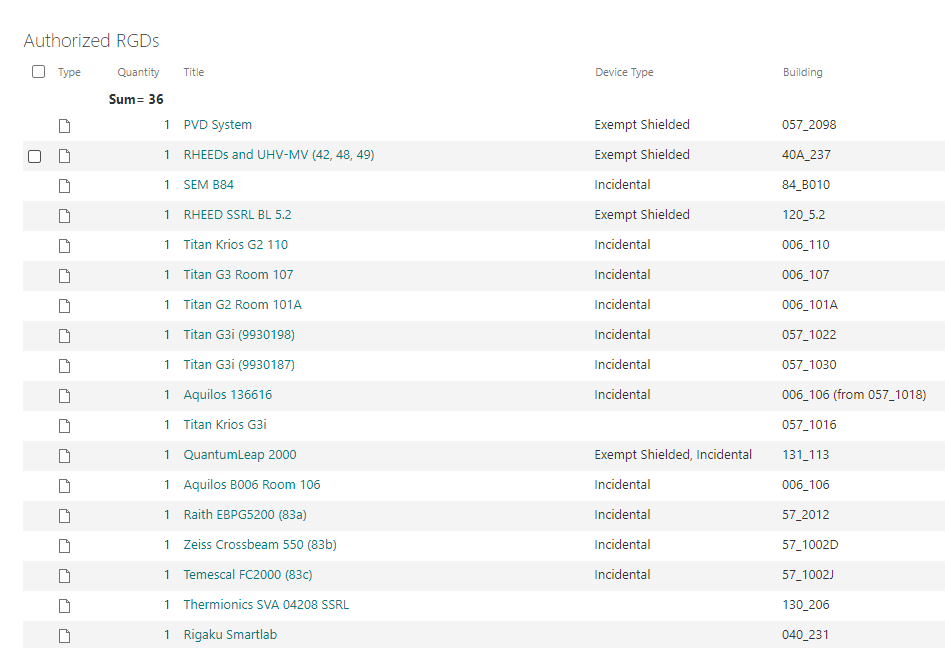 Authorized RGDs
Type Quantity Title Device Type Building
Sum= 36
1 PVD System Exempt Shielded 057_2098
1 RHEEDs and UHV-MV (42, 48, 49) Exempt Shielded 40A_237
1 SEM B84 Incidental 84_B010
1 RHEED SSRL BL 5.2 Exempt Shielded 120_5.2
1 Titan Krios G2 110 Incidental 006_110
1 Titan G3 Room 107 Incidental 006_107
1 Titan G2 Room 101A Incidental 006_101A
1 Titan G3i (9930198) Incidental 057_1022
1 Titan G3i (9930187) Incidental 057_1030
1 Aquilos 136616 Incidental 006_106 (from 057_1018)
1 Titan Krios G3i 057_1016
1 QuantumLeap 2000 Exempt Shielded, Incidental 131_113
1 Aquilos B006 Room 106 Incidental 006_106
1 Raith EBPG5200 (83a) Incidental 57_2012
1 Zeiss Crossbeam 550 (83b) Incidental 57_1002D
1 Temescal FC2000 (83c) Incidental 57_1002J
1 Thermionics SVA 04208 SSRL 130_206
1 Rigaku Smartlab 040_231